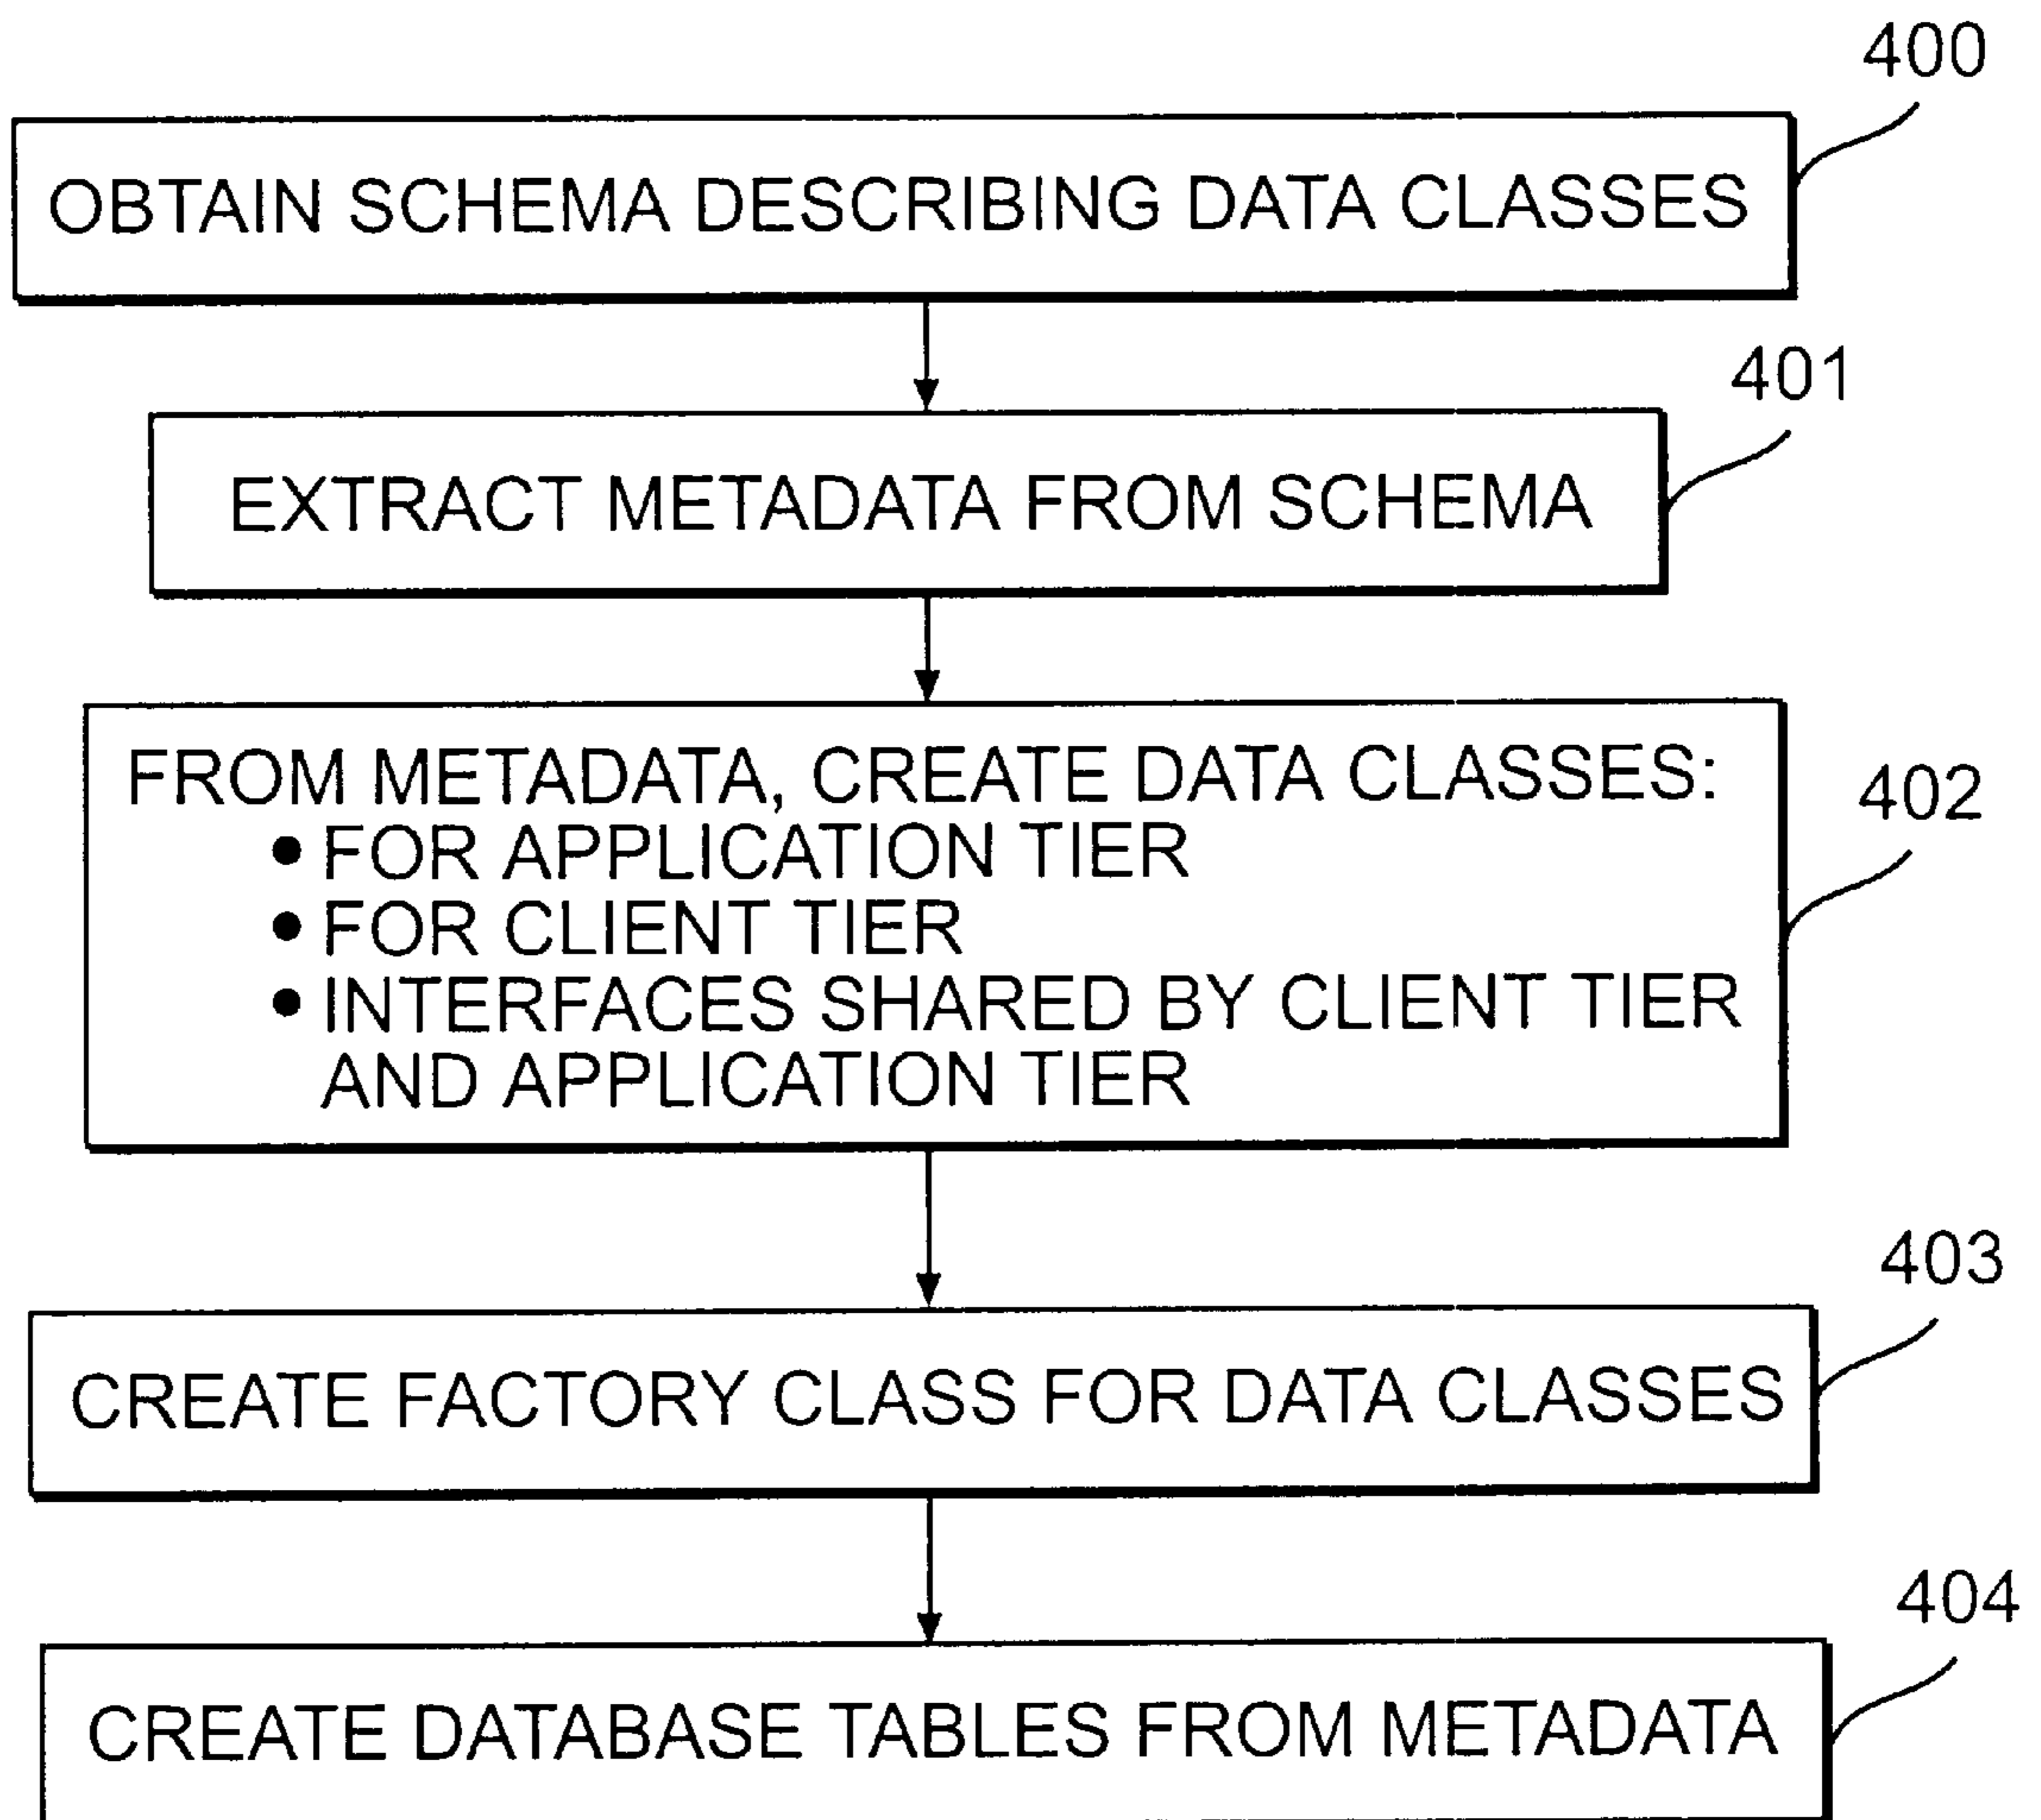 400
OBTAIN SCHEMA DESCRIBING DATA CLASSES
401
EXTRACT METADATA FROM SCHEMA
FROM METADATA, CREATE DATA CLASSES:
402
• FOR APPLICATION TIER
• FOR CLIENT TIER
• INTERFACES SHARED BY CLIENT TIER
AND APPLICATION TIER
403
CREATE FACTORY CLASS FOR DATA CLASSES
404
CREATE DATABASE TABLES FROM METADATA